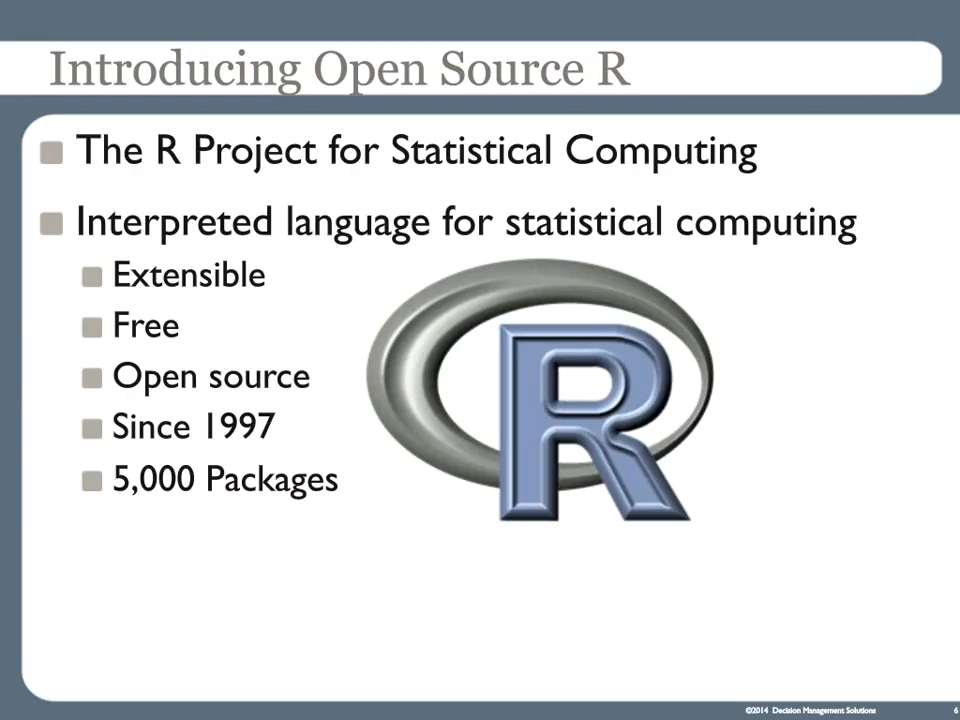 Introducing Open Source R
The R Project for Statistical Computing
Interpreted language for statistical computing
Extensible
Free
Open source
Since 1997
5,000 Packages
R
©2014 Decision Management Solutions 6